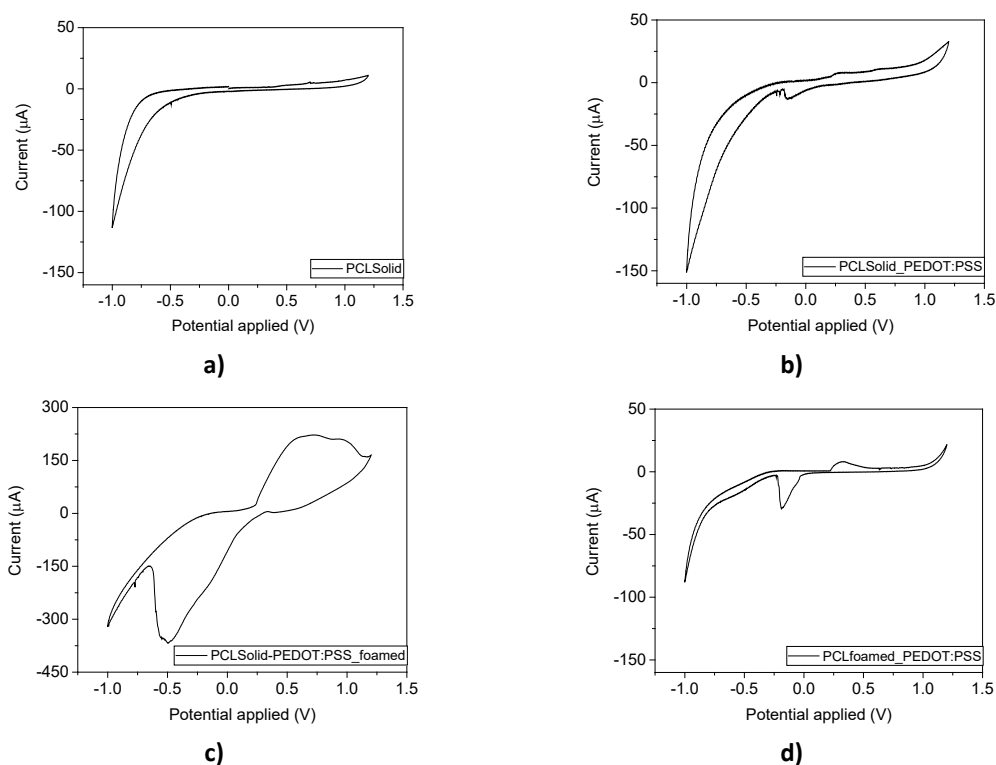 50
0
-50
-100
-150
Current (µA)
PCLSolid
-1.0 -0.5 0.0 0.5 1.0 1.5
Potential applied (V)
a)
50
0
-50
-100
-150
Current (µA)
PCLSolid_PEDOT:PSS
-1.0 -0.5 0.0 0.5 1.0 1.5
Potential applied (V)
b)
300
150
0
-150
-300
-450
Current (µA)
PCLSolid-PEDOT:PSS_foamed
-1.0 -0.5 0.0 0.5 1.0 1.5
Potential applied (V)
c)
50
0
-50
-100
-150
Current (µA)
PCLfoamed_PEDOT:PSS
-1.0 -0.5 0.0 0.5 1.0 1.5
Potential applied (V)
d)